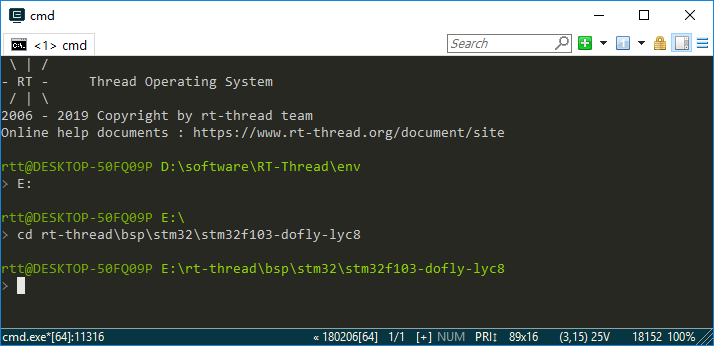 cmd
<1> cmd
Search
\ | /
- RT -     Thread Operating System
/ | \
2006 - 2019 Copyright by rt-thread team
Online help documents : https://www.rt-thread.org/document/site
rtt@DESKTOP-50FQ09P D:\software\RT-Thread\env
> E:
rtt@DESKTOP-50FQ09P E:\
> cd rt-thread\bsp\stm32\stm32f103-dofly-lyc8
rtt@DESKTOP-50FQ09P E:\rt-thread\bsp\stm32\stm32f103-dofly-lyc8
>
cmd.exe*[64]:11316 « 180206[64] 1/1 [+] NUM PRI↕ 89x16 (3,15) 25V 18152 100%